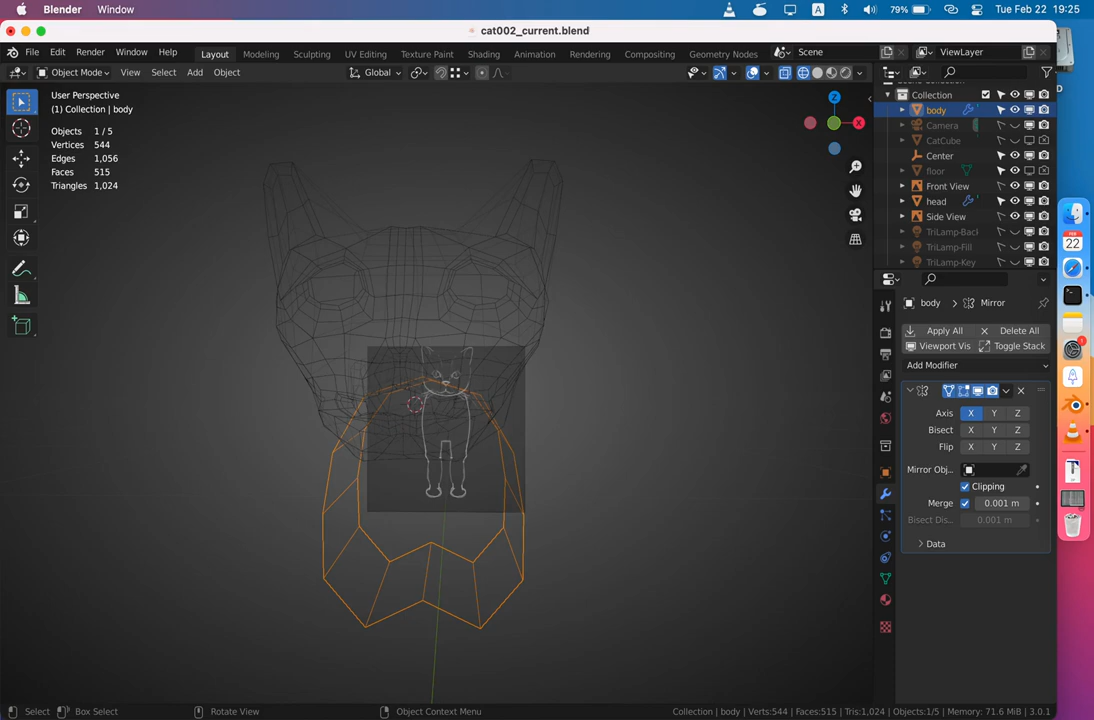 Blender Window A 79% Tue Feb 22 19:25
cat002_current.blend
File Edit Render Window Help Layout Modeling Sculpting UV Editing Texture Paint Shading Animation Rendering Compositing Geometry Nodes Scene ViewLayer
Object Mode View Select Add Object Global
User Perspective
(1) Collection | body
Objects 1 / 5
Vertices 544
Edges 1,056
Faces 515
Triangles 1,024
Z
X
Collection
body
Camera
CatCube
Center
floor
Front View
head
Side View
TriLamp-Back
TriLamp-Fill
TriLamp-Key
FEB
22
1
body Mirror
Apply All Delete All
Viewport Vis Toggle Stack
Add Modifier
Axis X Y Z
Bisect X Y Z
Flip X Y Z
Mirror Obj..
Clipping
Merge 0.001 m
Bisect Dis... 0.001 m
Data
Select Box Select Rotate View Object Context Menu Collection | body | Verts:544 | Faces:515 | Tris:1,024 | Objects:1/5 | Memory: 71.6 MiB | 3.0.1